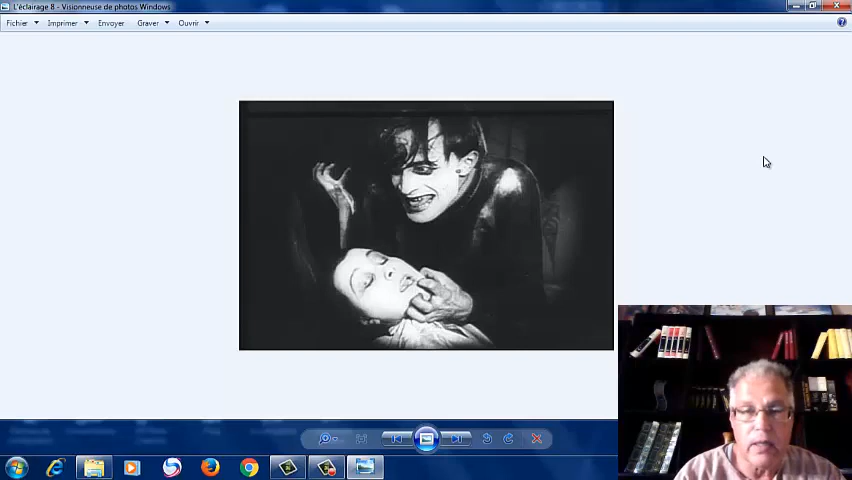 L'éclairage 8 - Visionneuse de photos Windows
Fichier Imprimer Envoyer Graver Ouvrir